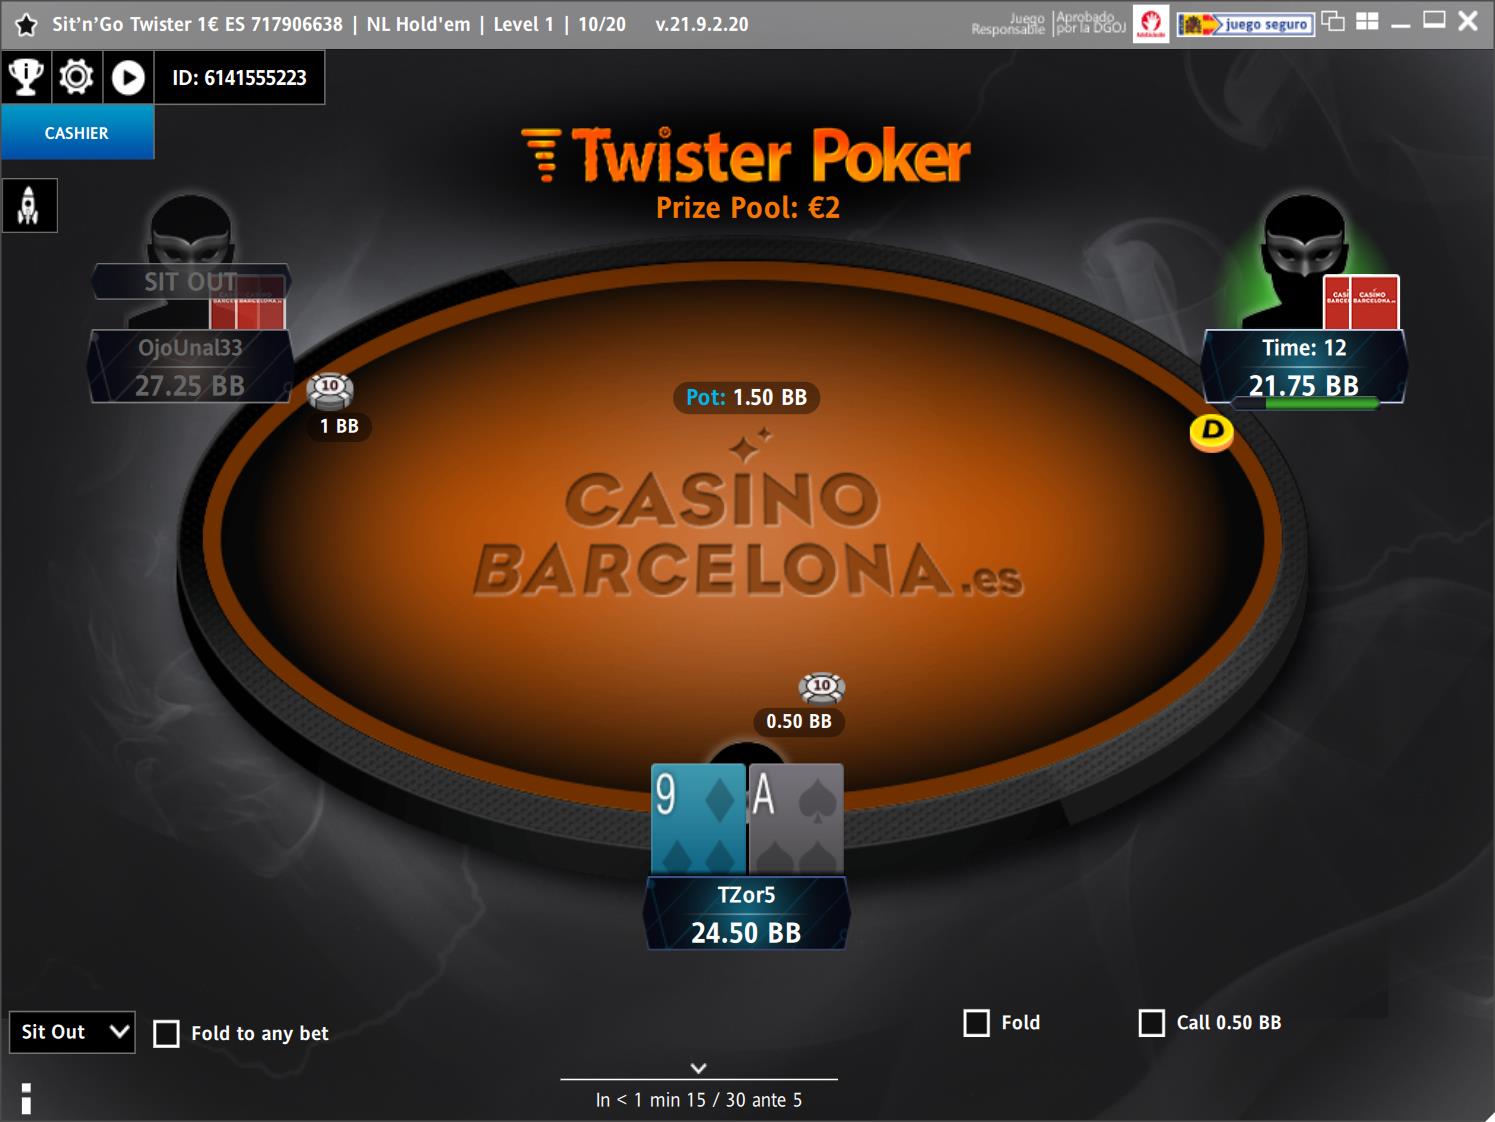 Sit'n'Go Twister 1€ ES 717906638 | NL Hold'em | Level 1 | 10/20 v.21.9.2.20
Juego Responsable
Aprobado por la DGOJ
juego seguro
ID: 6141555223
CASHIER
Twister Poker
Prize Pool: €2
SIT OUT
OjoUnal33
27.25 BB
CASINO BARCELONA.es
Time: 12
21.75 BB
D
10
1 BB
Pot: 1.50 BB
CASINO
BARCELONA.es
10
0.50 BB
9
A
TZor5
24.50 BB
Sit Out
Fold to any bet
Fold
Call 0.50 BB
In < 1 min 15 / 30 ante 5